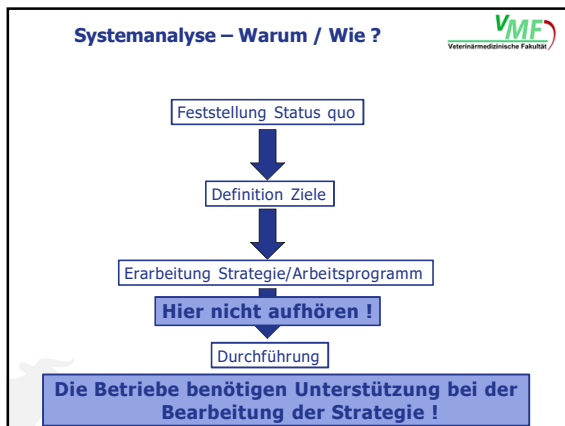 Systemanalyse – Warum / Wie ?
VMF
Veterinärmedizinische Fakultät
Feststellung Status quo
Definition Ziele
Erarbeitung Strategie/Arbeitsprogramm
Hier nicht aufhören !
Durchführung
Die Betriebe benötigen Unterstützung bei der
Bearbeitung der Strategie !